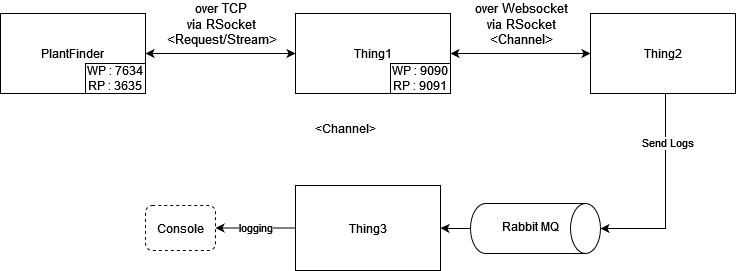 over TCP
via RSocket
<Request/Stream>
over Websocket
via RSocket
<Channel>
PlantFinder
WP : 7634
RP : 3635
Thing1
WP : 9090
RP : 9091
Thing2
<Channel>
Send Logs
Console
logging
Thing3
Rabbit MQ